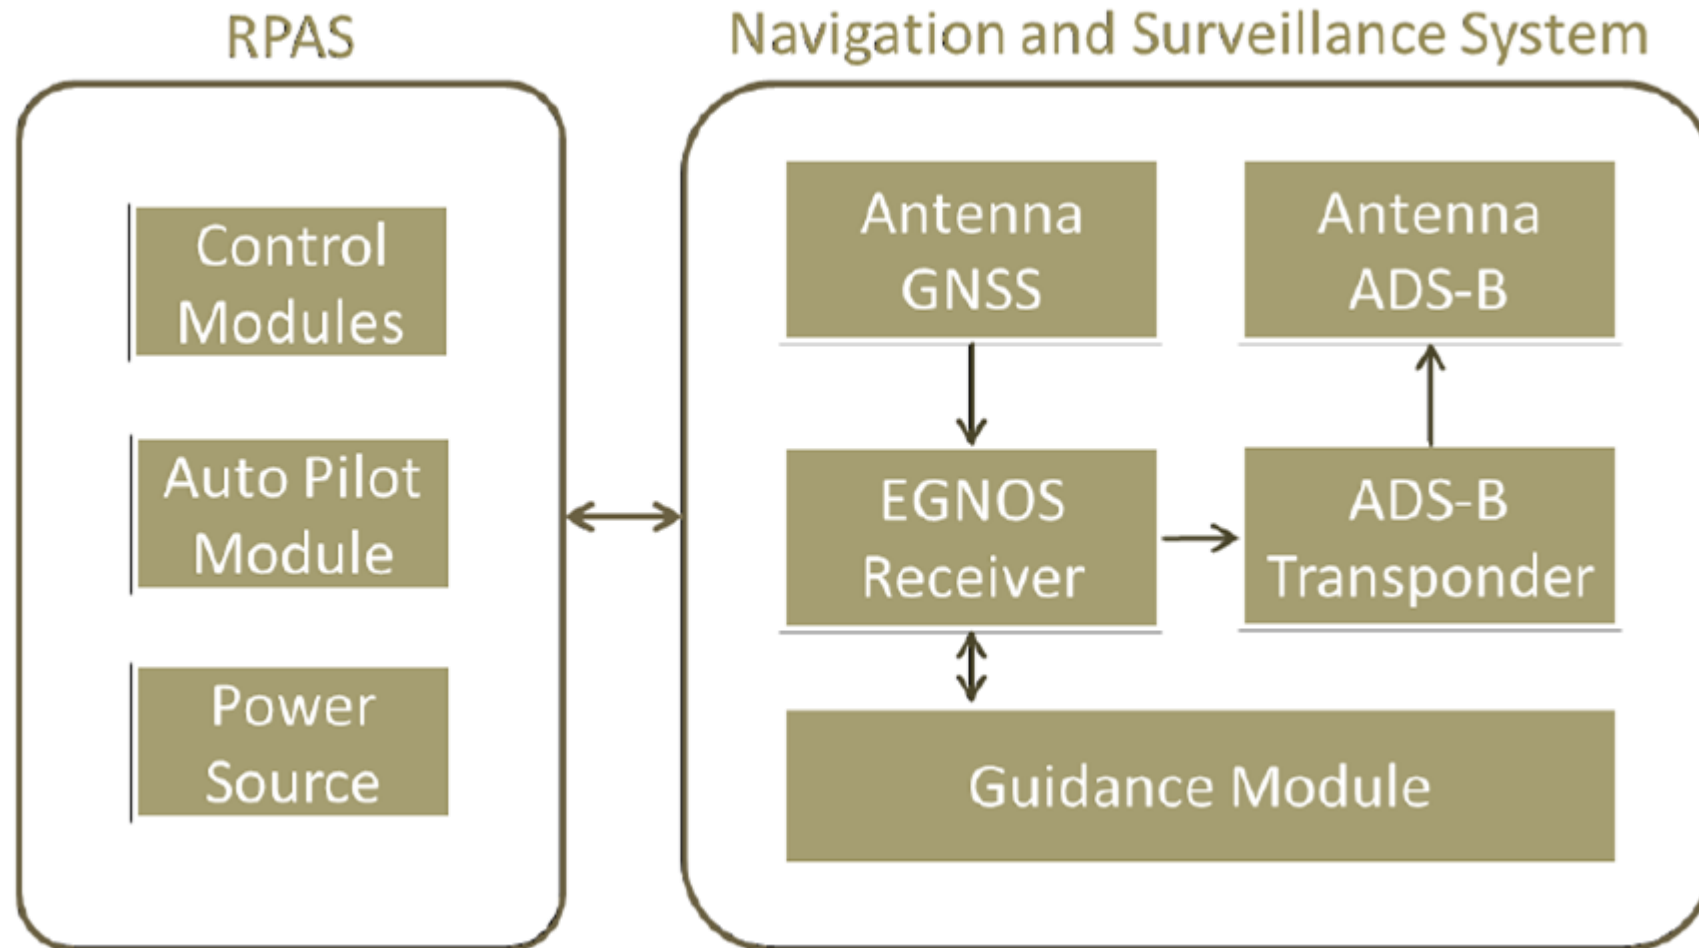 RPAS
Control
Modules
Auto Pilot
Module
Power
Source
Navigation and Surveillance System
Antenna
GNSS
Antenna
ADS-B
EGNOS
Receiver
ADS-B
Transponder
Guidance Module